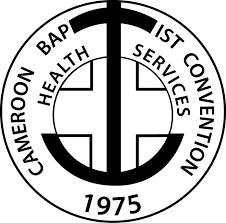 CAMEROON BAPTIST CONVENTION
HEALTH SERVICES
1975